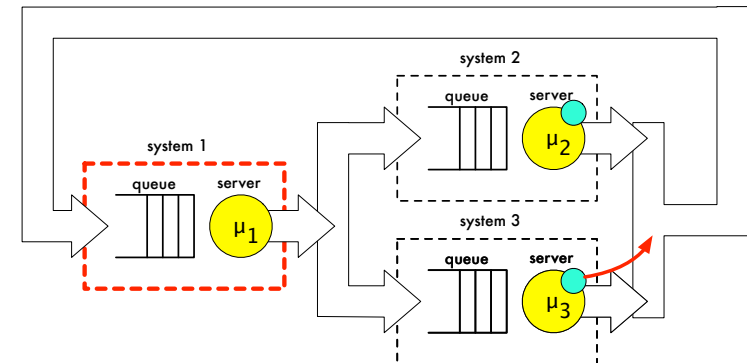 system 2
queue server
μ2
system 1
queue server
μ1
system 3
queue server
μ3